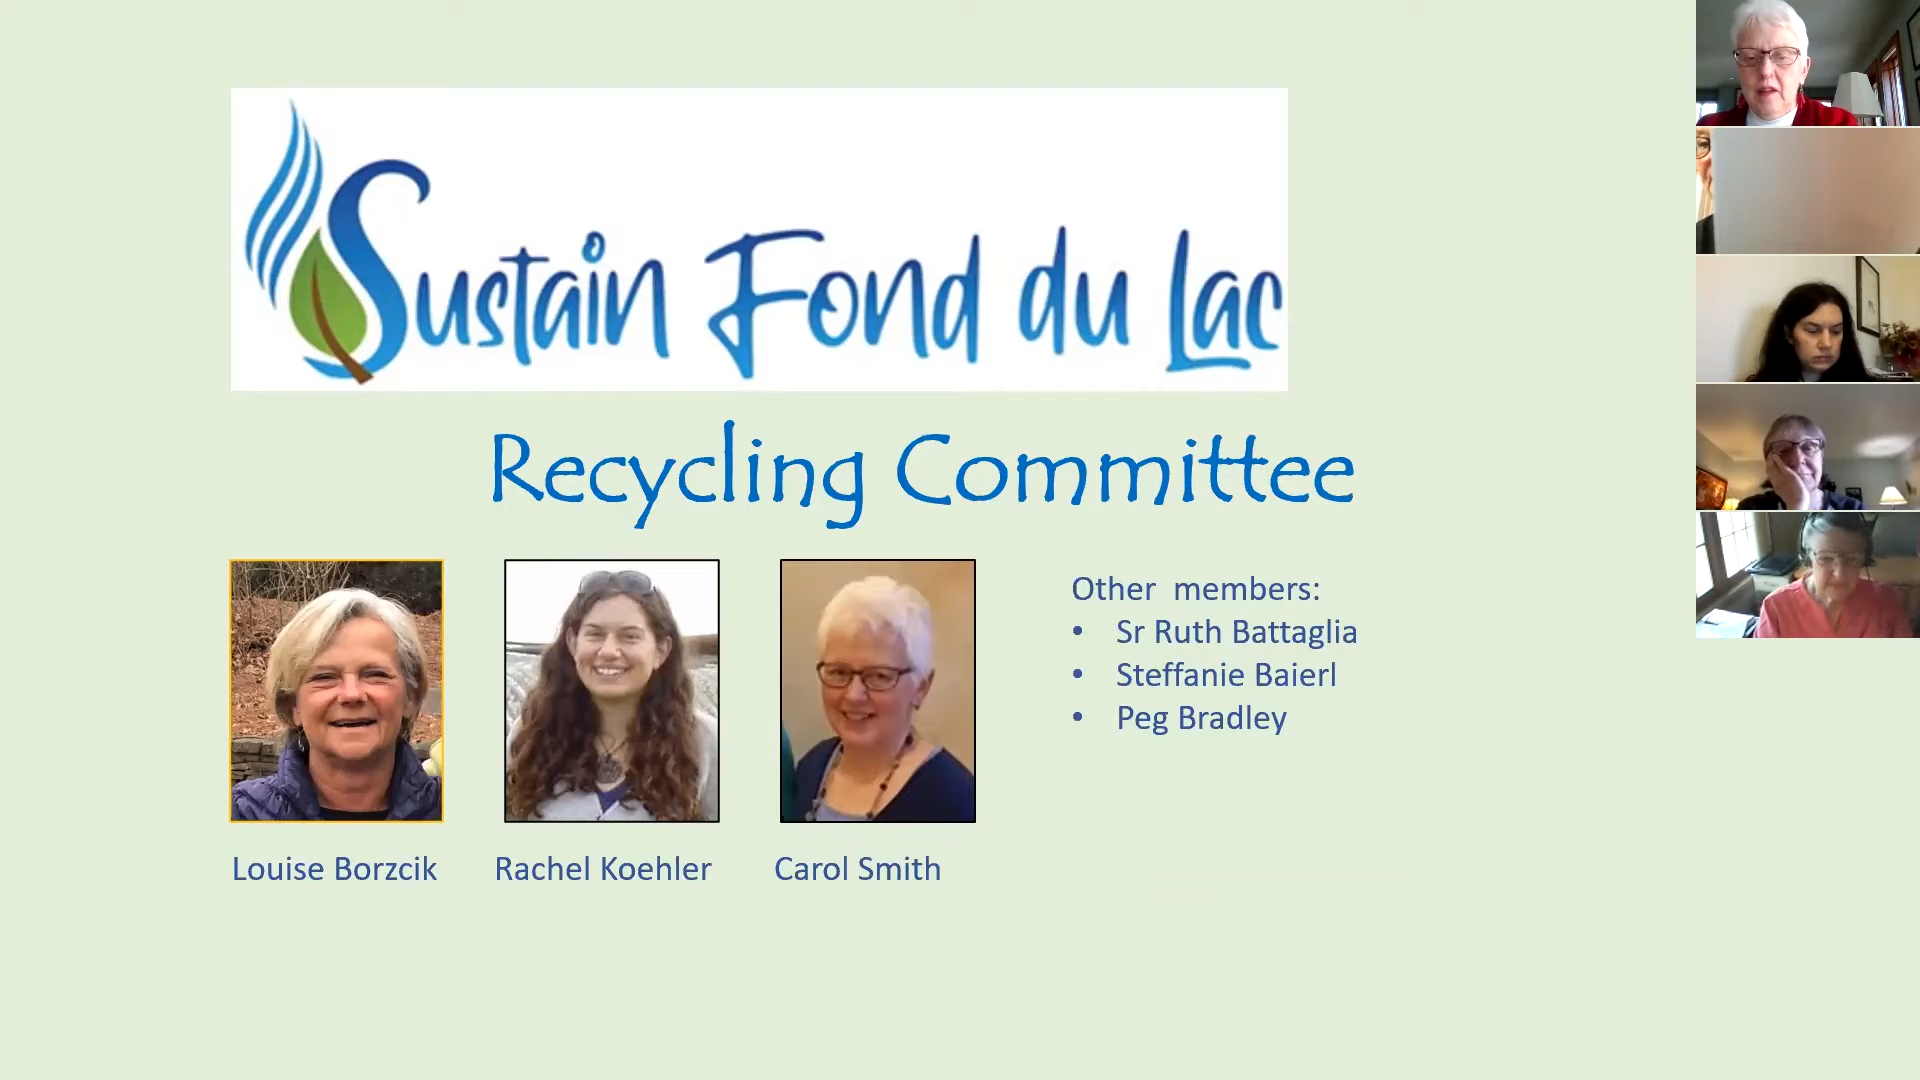 Sustain Fond du Lac
Recycling Committee
Other members:
• Sr Ruth Battaglia
• Steffanie Baierl
• Peg Bradley
Louise Borzcik
Rachel Koehler
Carol Smith